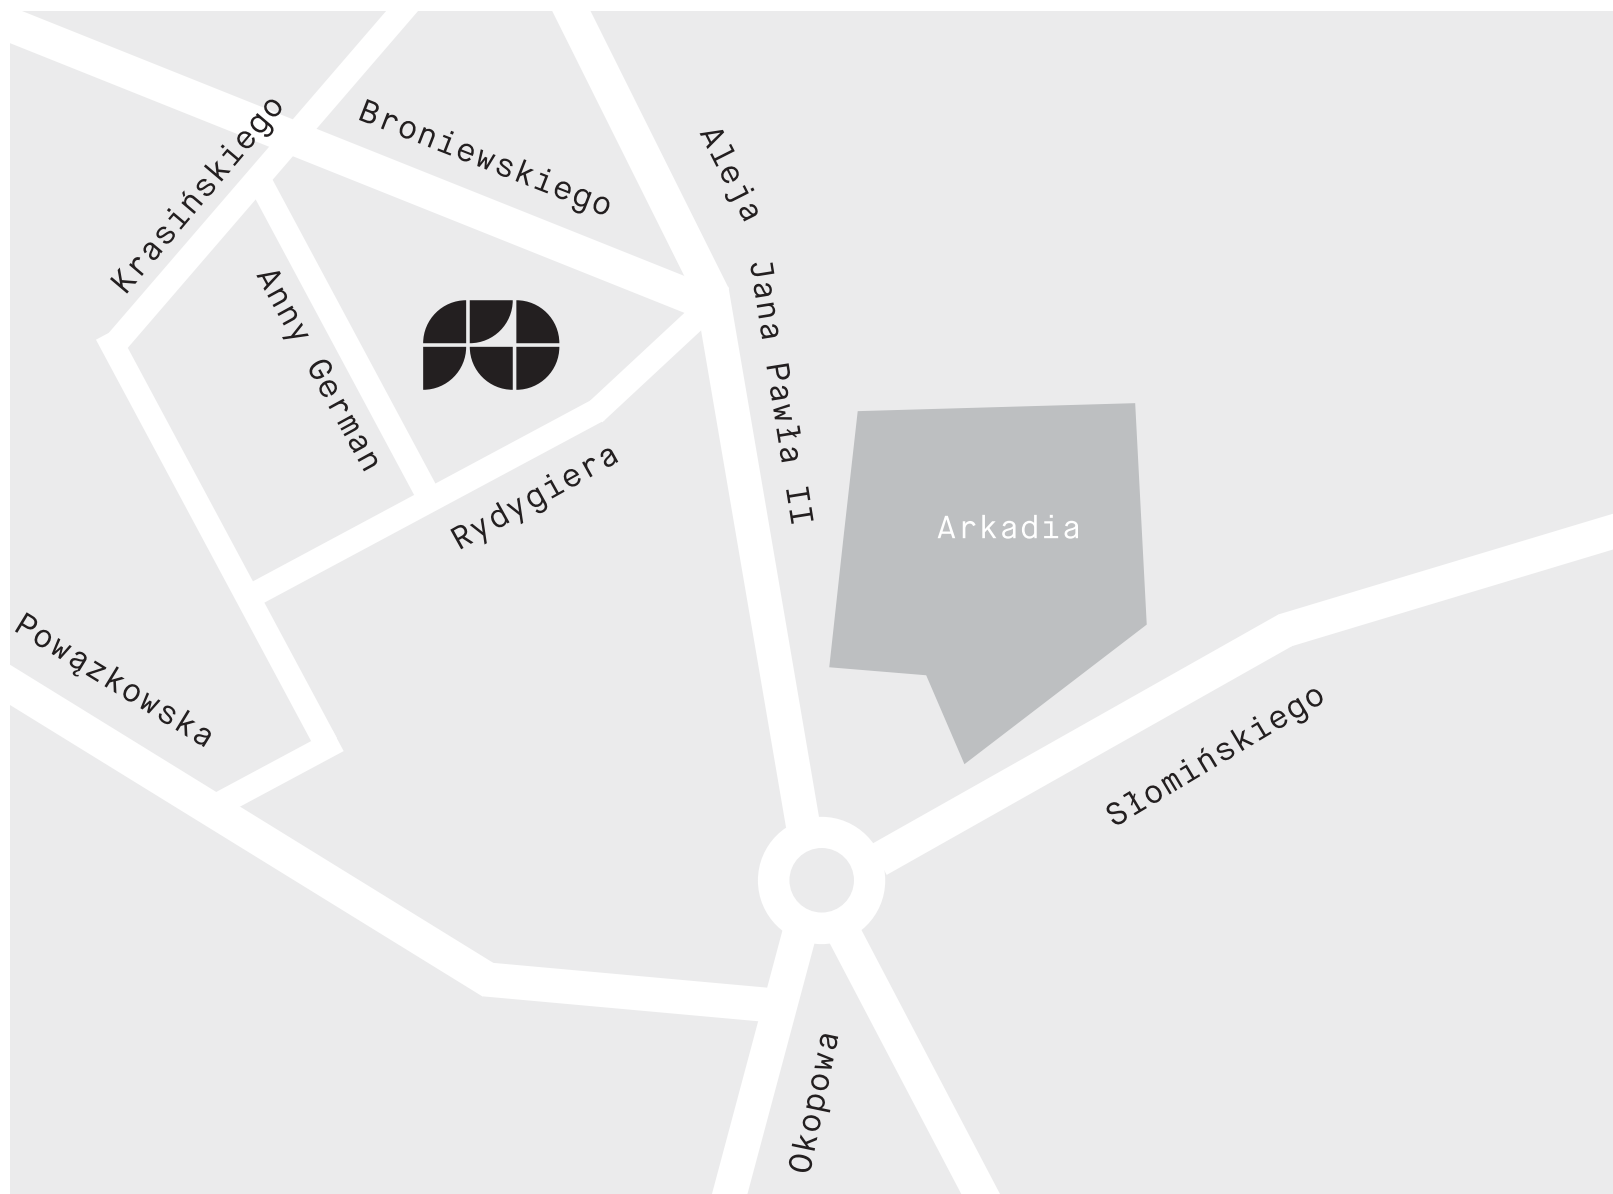 Krasińskiego
Broniewskiego
Aleja Jana Pawła II
Anny German
Rydygiera
Arkadia
Powązkowska
Słomińskiego
Okopowa